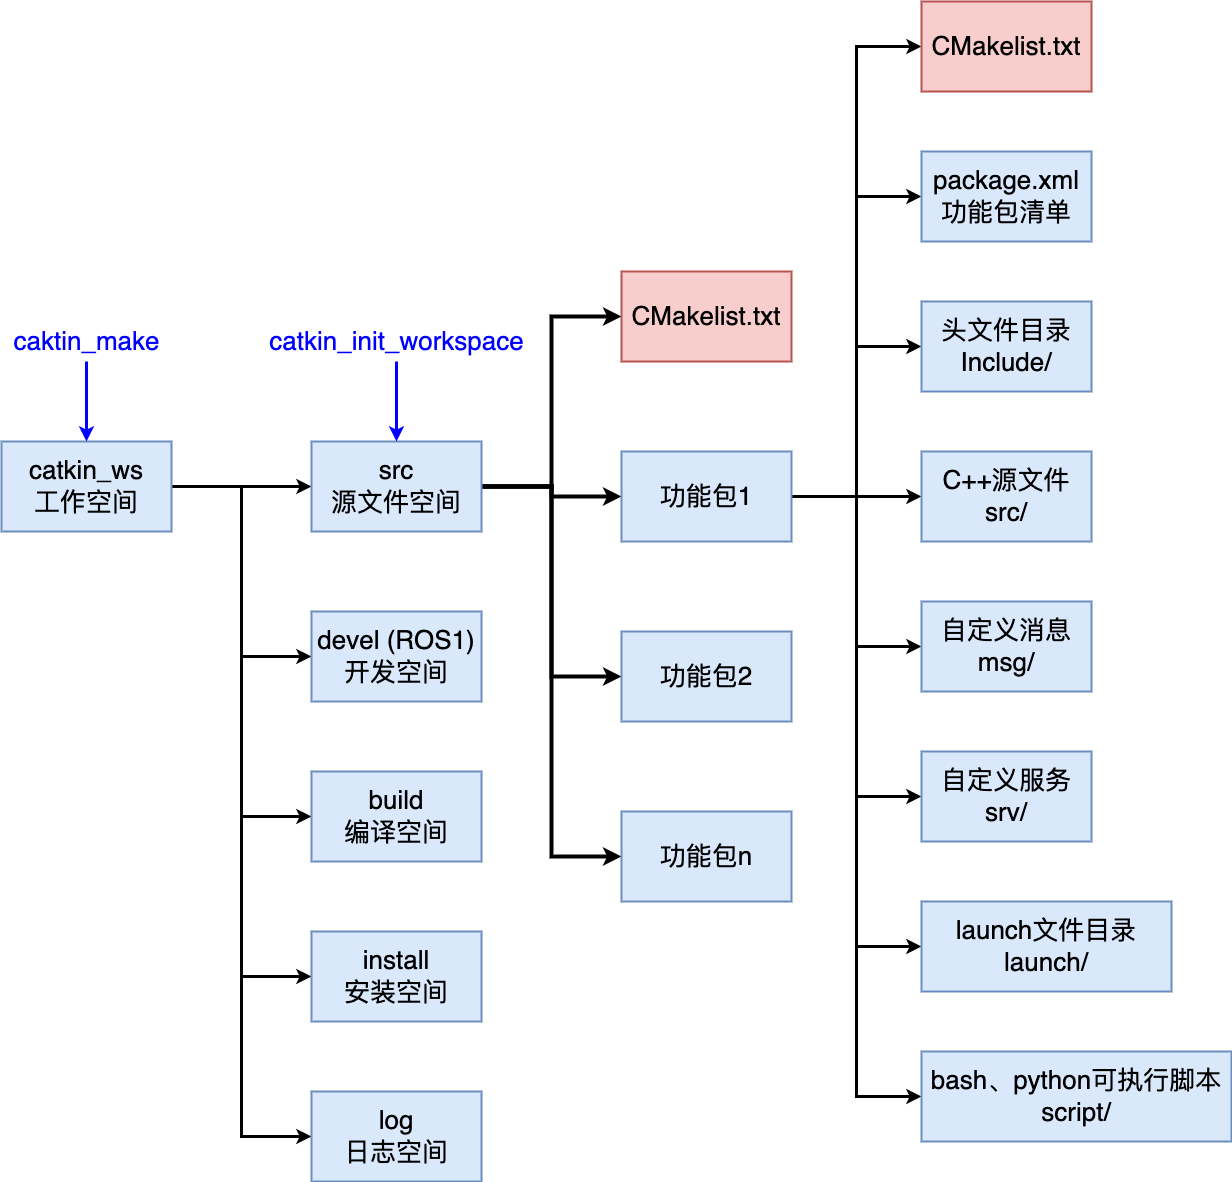 caktin_make
catkin_ws
工作空间
catkin_init_workspace
src
源文件空间
devel (ROS1)
开发空间
build
编译空间
install
安装空间
log
日志空间
CMakelist.txt
功能包1
功能包2
功能包n
CMakelist.txt
package.xml
功能包清单
头文件目录
Include/
C++源文件
src/
自定义消息
msg/
自定义服务
srv/
launch文件目录
launch/
bash、python可执行脚本
script/